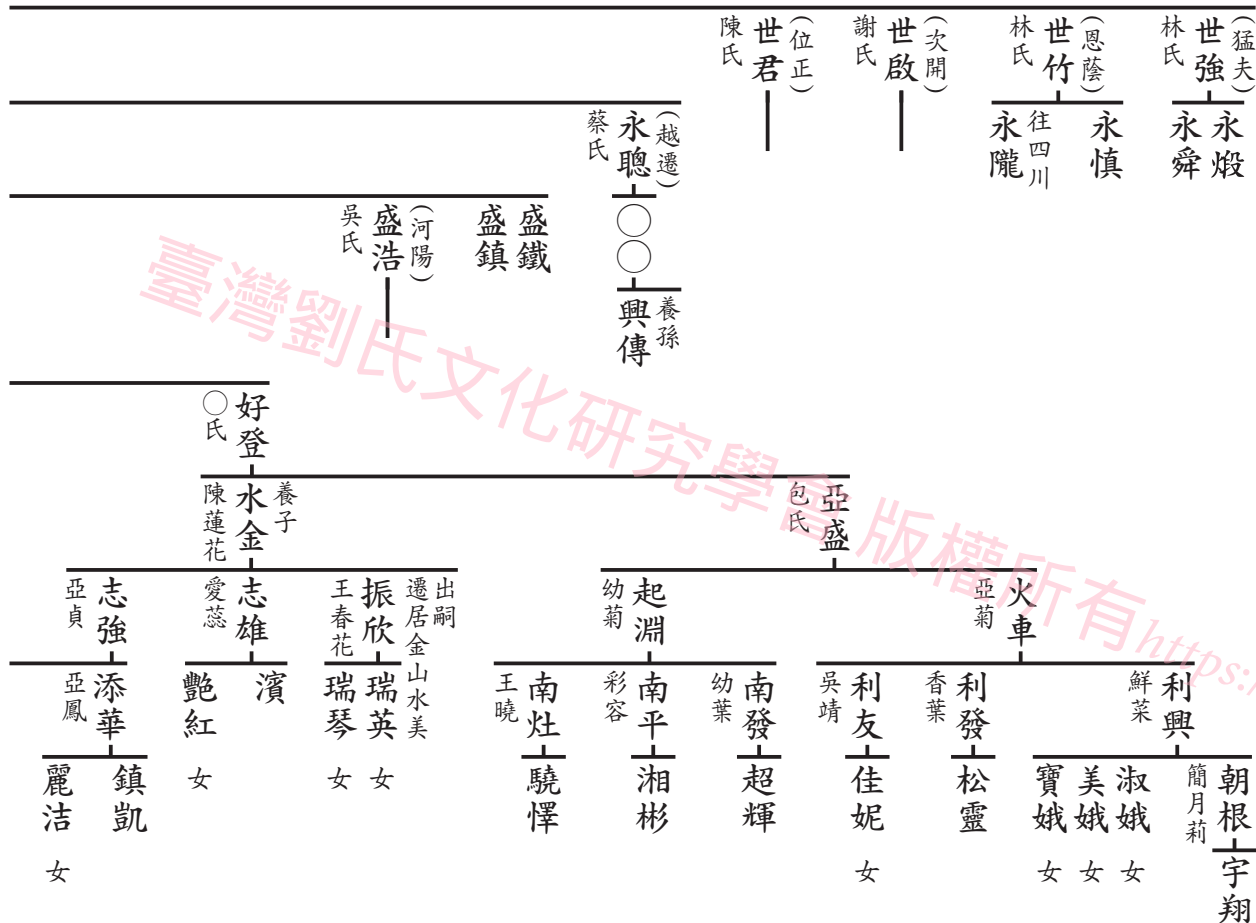 (猛夫)
世強
林氏
(恩蔭)
世竹
林氏
(次開)
世啟
謝氏
(位正)
世君
陳氏
永煅
永舜
永慎
往四川
永隴
(越遷)
永聰
蔡氏
○○
養孫
興傳
盛鐵
盛鎮
(河陽)
盛浩
吳氏
好登
○氏
亞盛
包氏
養子
水金
陳蓮花
火車
亞菊
起淵
幼菊
出嗣
遷居金山水美
振欣
王春花
志雄
愛蕊
志強
亞貞
利興
鮮菜
利發
香葉
利友
吳靖
南發
幼葉
南平
彩容
南灶
王曉
瑞英 女
瑞琴 女
濱
艷紅 女
添華
亞鳳
朝根
簡月莉
淑娥 女
美娥 女
寶娥 女
松靈
佳妮 女
超輝
湘彬
驍懌
鎮凱
麗洁 女
宇翔
臺灣劉氏文化研究學會 版權所有https:/